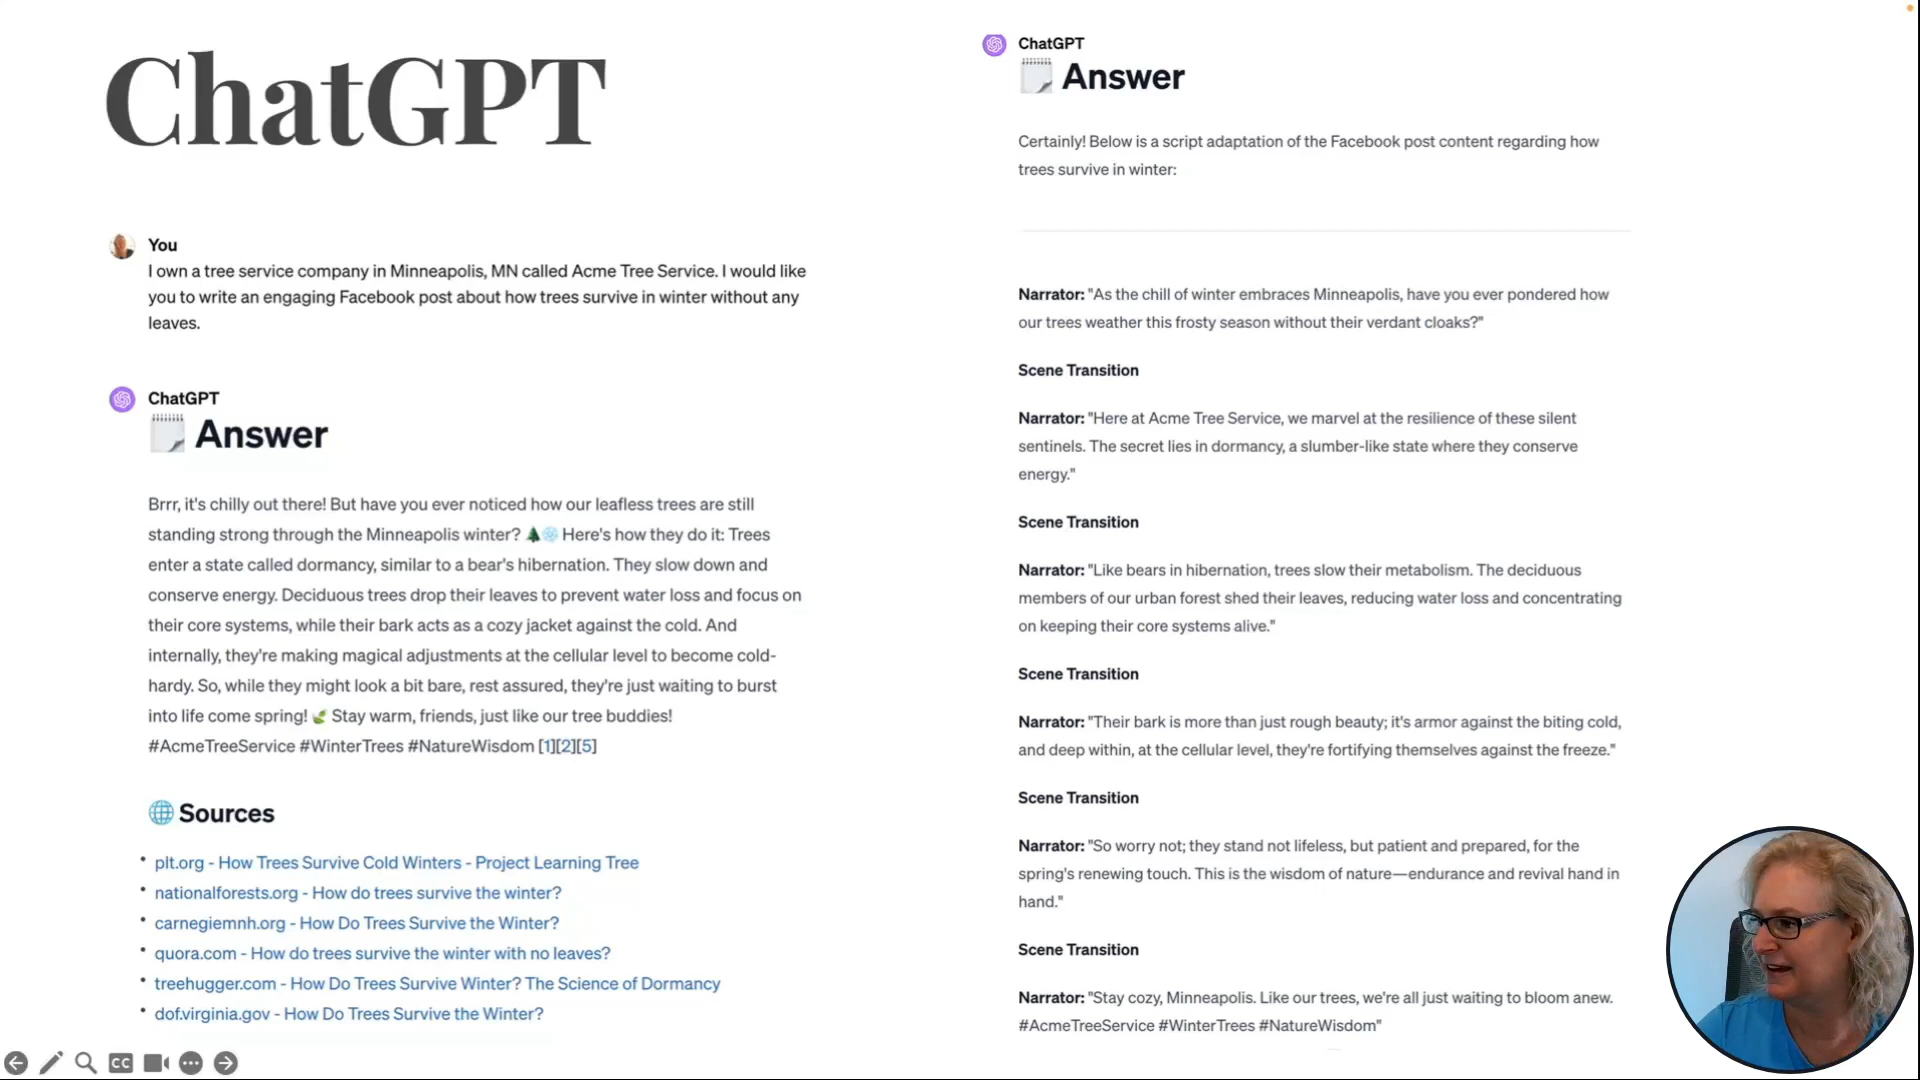 ChatGPT
You
I own a tree service company in Minneapolis, MN called Acme Tree Service. I would like
you to write an engaging Facebook post about how trees survive in winter without any
leaves.
ChatGPT
Answer
Brrr, it's chilly out there! But have you ever noticed how our leafless trees are still
standing strong through the Minneapolis winter? 🌲❄️ Here's how they do it: Trees
enter a state called dormancy, similar to a bear's hibernation. They slow down and
conserve energy. Deciduous trees drop their leaves to prevent water loss and focus on
their core systems, while their bark acts as a cozy jacket against the cold. And
internally, they're making magical adjustments at the cellular level to become cold-
hardy. So, while they might look a bit bare, rest assured, they're just waiting to burst
into life come spring! 🍃 Stay warm, friends, just like our tree buddies!
#AcmeTreeService #WinterTrees #NatureWisdom [1][2][5]
🌐 Sources
• plt.org - How Trees Survive Cold Winters - Project Learning Tree
• nationalforests.org - How do trees survive the winter?
• carnegiemnh.org - How Do Trees Survive the Winter?
• quora.com - How do trees survive the winter with no leaves?
• treehugger.com - How Do Trees Survive Winter? The Science of Dormancy
• dof.virginia.gov - How Do Trees Survive the Winter?
ChatGPT
Answer
Certainly! Below is a script adaptation of the Facebook post content regarding how
trees survive in winter:
Narrator: "As the chill of winter embraces Minneapolis, have you ever pondered how
our trees weather this frosty season without their verdant cloaks?"
Scene Transition
Narrator: "Here at Acme Tree Service, we marvel at the resilience of these silent
sentinels. The secret lies in dormancy, a slumber-like state where they conserve
energy."
Scene Transition
Narrator: "Like bears in hibernation, trees slow their metabolism. The deciduous
members of our urban forest shed their leaves, reducing water loss and concentrating
on keeping their core systems alive."
Scene Transition
Narrator: "Their bark is more than just rough beauty; it's armor against the biting cold,
and deep within, at the cellular level, they're fortifying themselves against the freeze."
Scene Transition
Narrator: "So worry not; they stand not lifeless, but patient and prepared, for the
spring's renewing touch. This is the wisdom of nature—endurance and revival hand in
hand."
Scene Transition
Narrator: "Stay cozy, Minneapolis. Like our trees, we're all just waiting to bloom anew.
#AcmeTreeService #WinterTrees #NatureWisdom"
CC